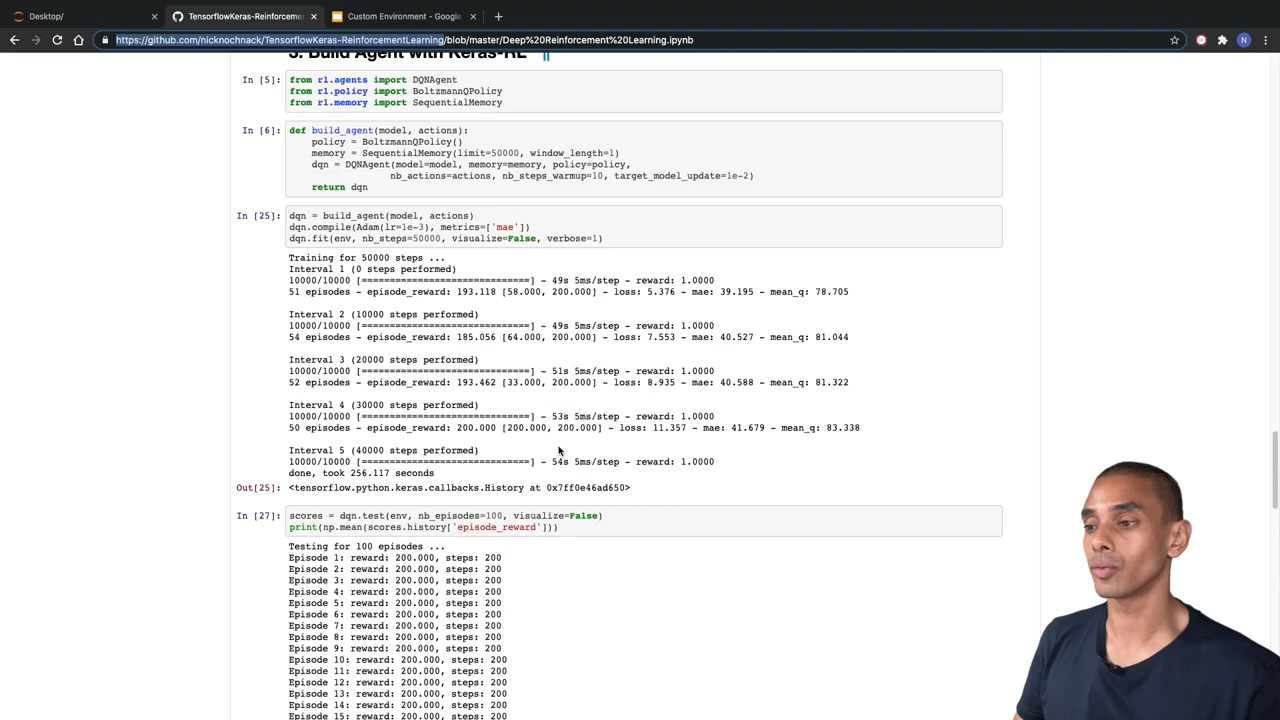 Desktop/
TensorflowKeras-Reinforceme
Custom Environment - Google
https://github.com/nicknochnack/TensorflowKeras-ReinforcementLearning/blob/master/Deep%20Reinforcement%20Learning.ipynb
N
3. Build Agent with Keras-RL
In [5]:
from rl.agents import DQNAgent
from rl.policy import BoltzmannQPolicy
from rl.memory import SequentialMemory
In [6]:
def build_agent(model, actions):
policy = BoltzmannQPolicy()
memory = SequentialMemory(limit=50000, window_length=1)
dqn = DQNAgent(model=model, memory=memory, policy=policy,
nb_actions=actions, nb_steps_warmup=10, target_model_update=1e-2)
return dqn
In [25]:
dqn = build_agent(model, actions)
dqn.compile(Adam(lr=1e-3), metrics=['mae'])
dqn.fit(env, nb_steps=50000, visualize=False, verbose=1)
Training for 50000 steps ...
Interval 1 (0 steps performed)
10000/10000 [==============================] - 49s 5ms/step - reward: 1.0000
51 episodes - episode_reward: 193.118 [58.000, 200.000] - loss: 5.376 - mae: 39.195 - mean_q: 78.705
Interval 2 (10000 steps performed)
10000/10000 [==============================] - 49s 5ms/step - reward: 1.0000
54 episodes - episode_reward: 185.056 [64.000, 200.000] - loss: 7.553 - mae: 40.527 - mean_q: 81.044
Interval 3 (20000 steps performed)
10000/10000 [==============================] - 51s 5ms/step - reward: 1.0000
52 episodes - episode_reward: 193.462 [33.000, 200.000] - loss: 8.935 - mae: 40.588 - mean_q: 81.322
Interval 4 (30000 steps performed)
10000/10000 [==============================] - 53s 5ms/step - reward: 1.0000
50 episodes - episode_reward: 200.000 [200.000, 200.000] - loss: 11.357 - mae: 41.679 - mean_q: 83.338
Interval 5 (40000 steps performed)
10000/10000 [==============================] - 54s 5ms/step - reward: 1.0000
done, took 256.117 seconds
Out[25]: <tensorflow.python.keras.callbacks.History at 0x7ff0e46ad650>
In [27]:
scores = dqn.test(env, nb_episodes=100, visualize=False)
print(np.mean(scores.history['episode_reward']))
Testing for 100 episodes ...
Episode 1: reward: 200.000, steps: 200
Episode 2: reward: 200.000, steps: 200
Episode 3: reward: 200.000, steps: 200
Episode 4: reward: 200.000, steps: 200
Episode 5: reward: 200.000, steps: 200
Episode 6: reward: 200.000, steps: 200
Episode 7: reward: 200.000, steps: 200
Episode 8: reward: 200.000, steps: 200
Episode 9: reward: 200.000, steps: 200
Episode 10: reward: 200.000, steps: 200
Episode 11: reward: 200.000, steps: 200
Episode 12: reward: 200.000, steps: 200
Episode 13: reward: 200.000, steps: 200
Episode 14: reward: 200.000, steps: 200
Episode 15: reward: 200.000, steps: 200